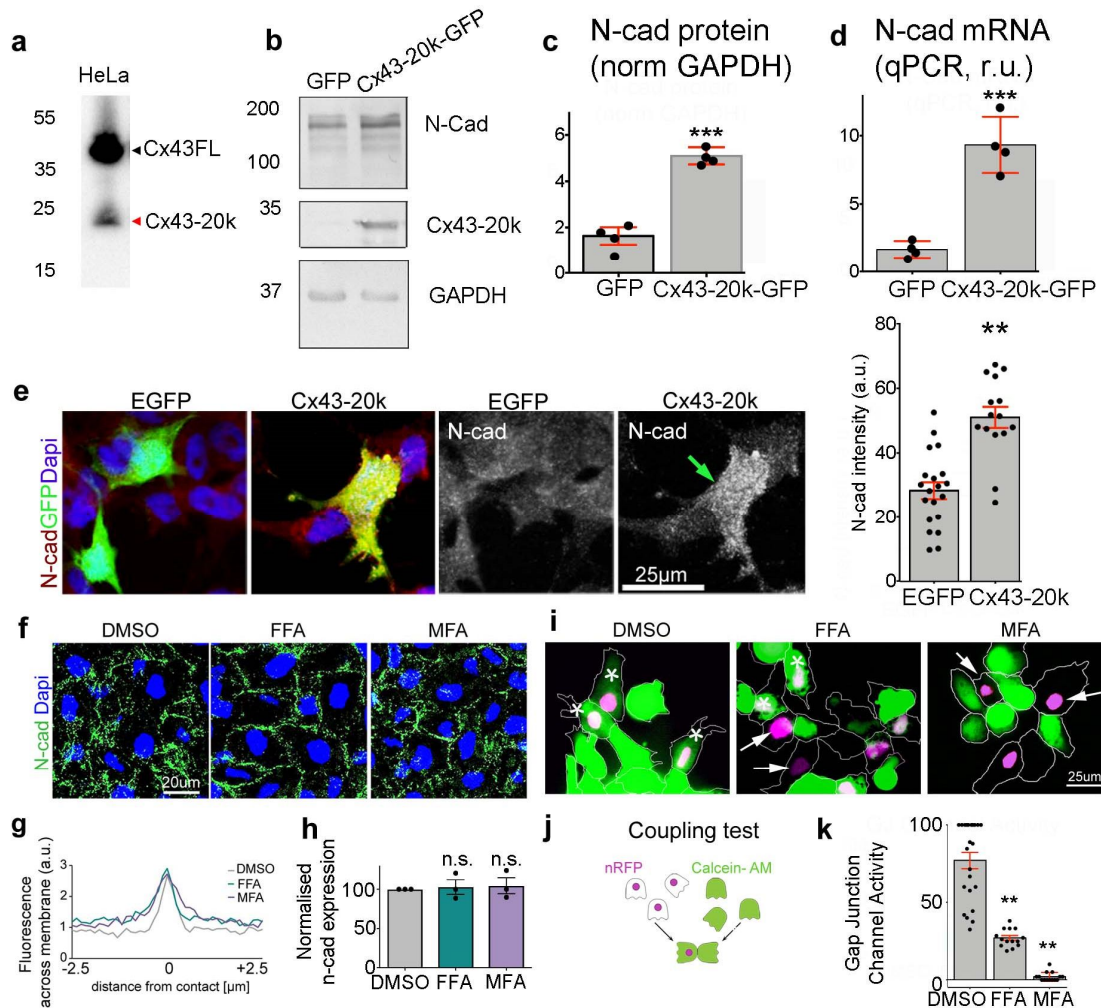 a
HeLa
55
35
25
15
Cx43FL
Cx43-20k
b
GFP
Cx43-20k-GFP
200
100
N-Cad
35
Cx43-20k
37
GAPDH
c
N-cad protein
(norm GAPDH)
***
6
4
2
0
GFP
Cx43-20k-GFP
d
N-cad mRNA
(qPCR, r.u.)
***
10
5
0
GFP
Cx43-20k-GFP
e
EGFP
Cx43-20k
EGFP
Cx43-20k
N-cadGFPDapi
N-cad
N-cad
25µm
N-cad intensity (a.u.)
80
60
40
20
0
**
EGFP
Cx43-20k
f
DMSO
FFA
MFA
N-cad Dapi
20um
g
Fluorescence
across membrane (a.u.)
3
2
1
0
-2.5
0
+2.5
distance from contact [µm]
DMSO
FFA
MFA
h
Normalised
n-cad expression
100
0
n.s.
n.s.
DMSO
FFA
MFA
i
DMSO
FFA
MFA
*
*
*
*
*
25um
j
Coupling test
nRFP
Calcein- AM
k
Gap Junction
Channel Activity
100
50
0
**
**
DMSO
FFA
MFA